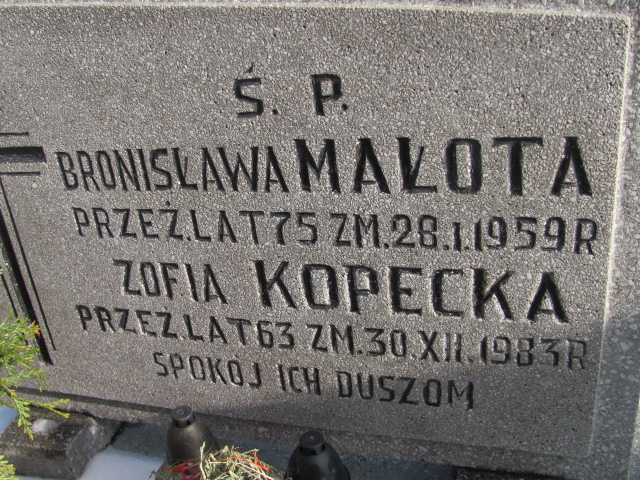 Ś. P.
BRONISŁAWA MAŁOTA
PRZEŻ. LAT 75 ZM. 28. I. 1959 R
ZOFIA KOPECKA
PRZEŻ. LAT 63 ZM. 30. XII. 1983 R
SPOKÓJ ICH DUSZOM